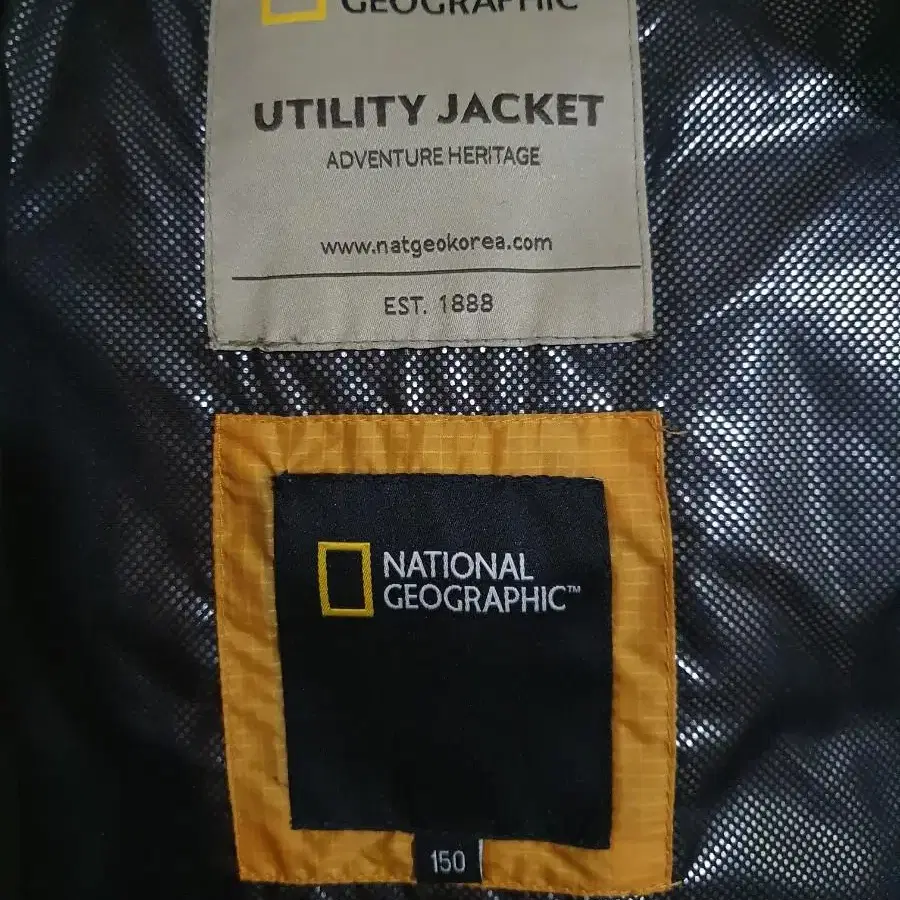 GEOGRAPHIC
UTILITY JACKET
ADVENTURE HERITAGE
www.natgeokorea.com
EST. 1888
NATIONAL
GEOGRAPHIC™
150